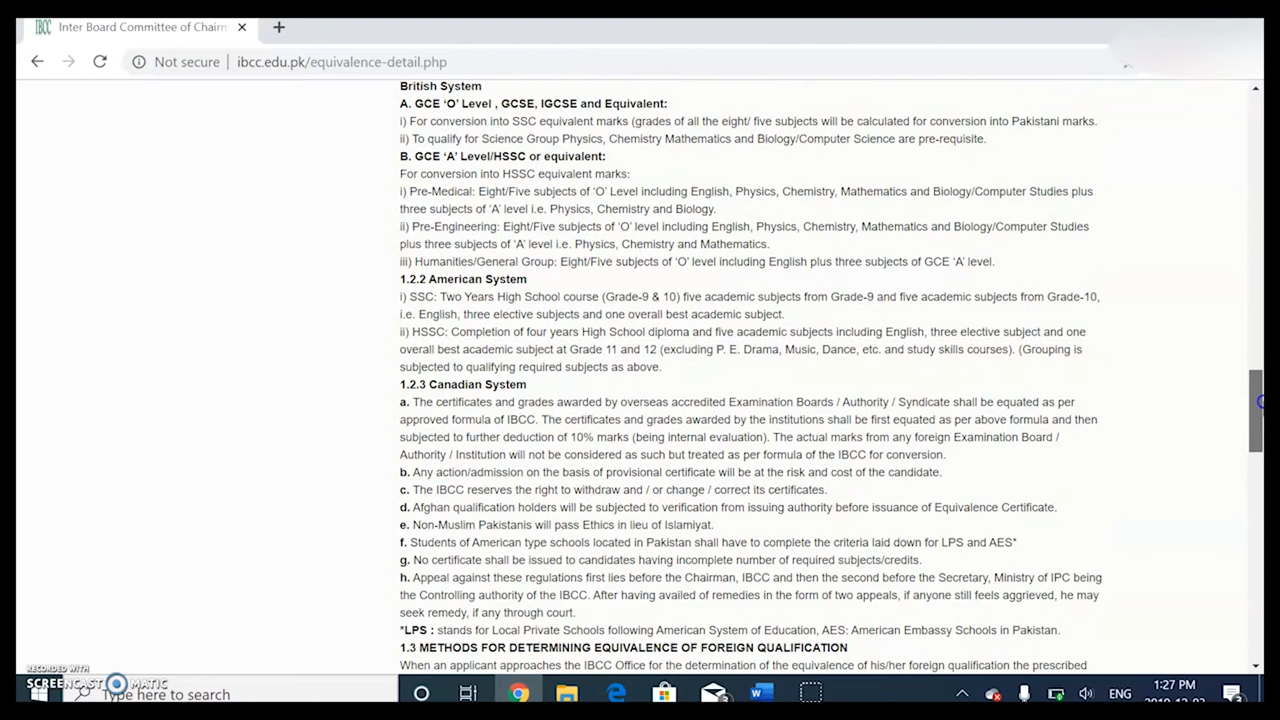 Inter Board Committee of Chairm
Not secure | ibcc.edu.pk/equivalence-detail.php
British System
A. GCE ‘O’ Level , GCSE, IGCSE and Equivalent:
i) For conversion into SSC equivalent marks (grades of all the eight/ five subjects will be calculated for conversion into Pakistani marks.
ii) To qualify for Science Group Physics, Chemistry Mathematics and Biology/Computer Science are pre-requisite.
B. GCE ‘A’ Level/HSSC or equivalent:
For conversion into HSSC equivalent marks:
i) Pre-Medical: Eight/Five subjects of ‘O’ Level including English, Physics, Chemistry, Mathematics and Biology/Computer Studies plus
three subjects of ‘A’ level i.e. Physics, Chemistry and Biology.
ii) Pre-Engineering: Eight/Five subjects of ‘O’ level including English, Physics, Chemistry, Mathematics and Biology/Computer Studies
plus three subjects of ‘A’ level i.e. Physics, Chemistry and Mathematics.
iii) Humanities/General Group: Eight/Five subjects of ‘O’ level including English plus three subjects of GCE ‘A’ level.
1.2.2 American System
i) SSC: Two Years High School course (Grade-9 & 10) five academic subjects from Grade-9 and five academic subjects from Grade-10,
i.e. English, three elective subjects and one overall best academic subject.
ii) HSSC: Completion of four years High School diploma and five academic subjects including English, three elective subject and one
overall best academic subject at Grade 11 and 12 (excluding P. E. Drama, Music, Dance, etc. and study skills courses). (Grouping is
subjected to qualifying required subjects as above.
1.2.3 Canadian System
a. The certificates and grades awarded by overseas accredited Examination Boards / Authority / Syndicate shall be equated as per
approved formula of IBCC. The certificates and grades awarded by the institutions shall be first equated as per above formula and then
subjected to further deduction of 10% marks (being internal evaluation). The actual marks from any foreign Examination Board /
Authority / Institution will not be considered as such but treated as per formula of the IBCC for conversion.
b. Any action/admission on the basis of provisional certificate will be at the risk and cost of the candidate.
c. The IBCC reserves the right to withdraw and / or change / correct its certificates.
d. Afghan qualification holders will be subjected to verification from issuing authority before issuance of Equivalence Certificate.
e. Non-Muslim Pakistanis will pass Ethics in lieu of Islamiyat.
f. Students of American type schools located in Pakistan shall have to complete the criteria laid down for LPS and AES*
g. No certificate shall be issued to candidates having incomplete number of required subjects/credits.
h. Appeal against these regulations first lies before the Chairman, IBCC and then the second before the Secretary, Ministry of IPC being
the Controlling authority of the IBCC. After having availed of remedies in the form of two appeals, if anyone still feels aggrieved, he may
seek remedy, if any through court.
*LPS : stands for Local Private Schools following American System of Education, AES: American Embassy Schools in Pakistan.
1.3 METHODS FOR DETERMINING EQUIVALENCE OF FOREIGN QUALIFICATION
When an applicant approaches the IBCC Office for the determination of the equivalence of his/her foreign qualification the prescribed
RECORDED WITH
SCREENCAST MATIC
Type here to search
ENG
1:27 PM